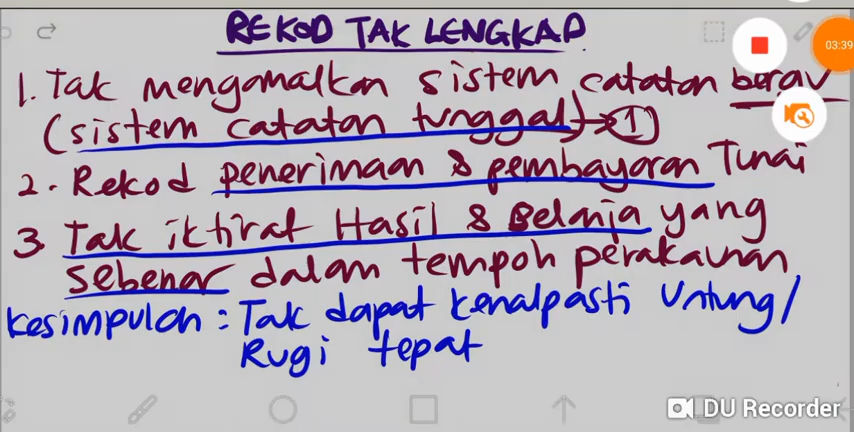 REKOD TAK LENGKAP
03:39
1. Tak mengamalkan sistem catatan bergu
(sistem catatan tunggal) → ①
2. Rekod penerimaan & pembayaran Tunai
3 Tak iktiraf Hasil & Belanja yang
sebenar dalam tempoh perakaunan
Kesimpulan : Tak dapat kenalpasti Untung/
Rugi tepat
DU Recorder